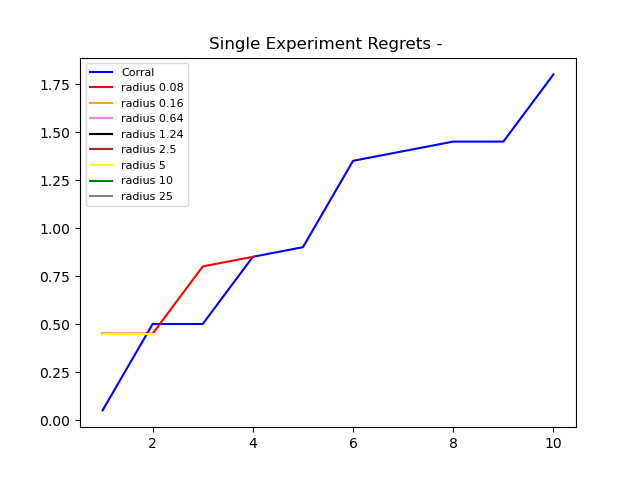 Single Experiment Regrets -
Corral
radius 0.08
radius 0.16
radius 0.64
radius 1.24
radius 2.5
radius 5
radius 10
radius 25
1.75
1.50
1.25
1.00
0.75
0.50
0.25
0.00
2 4 6 8 10